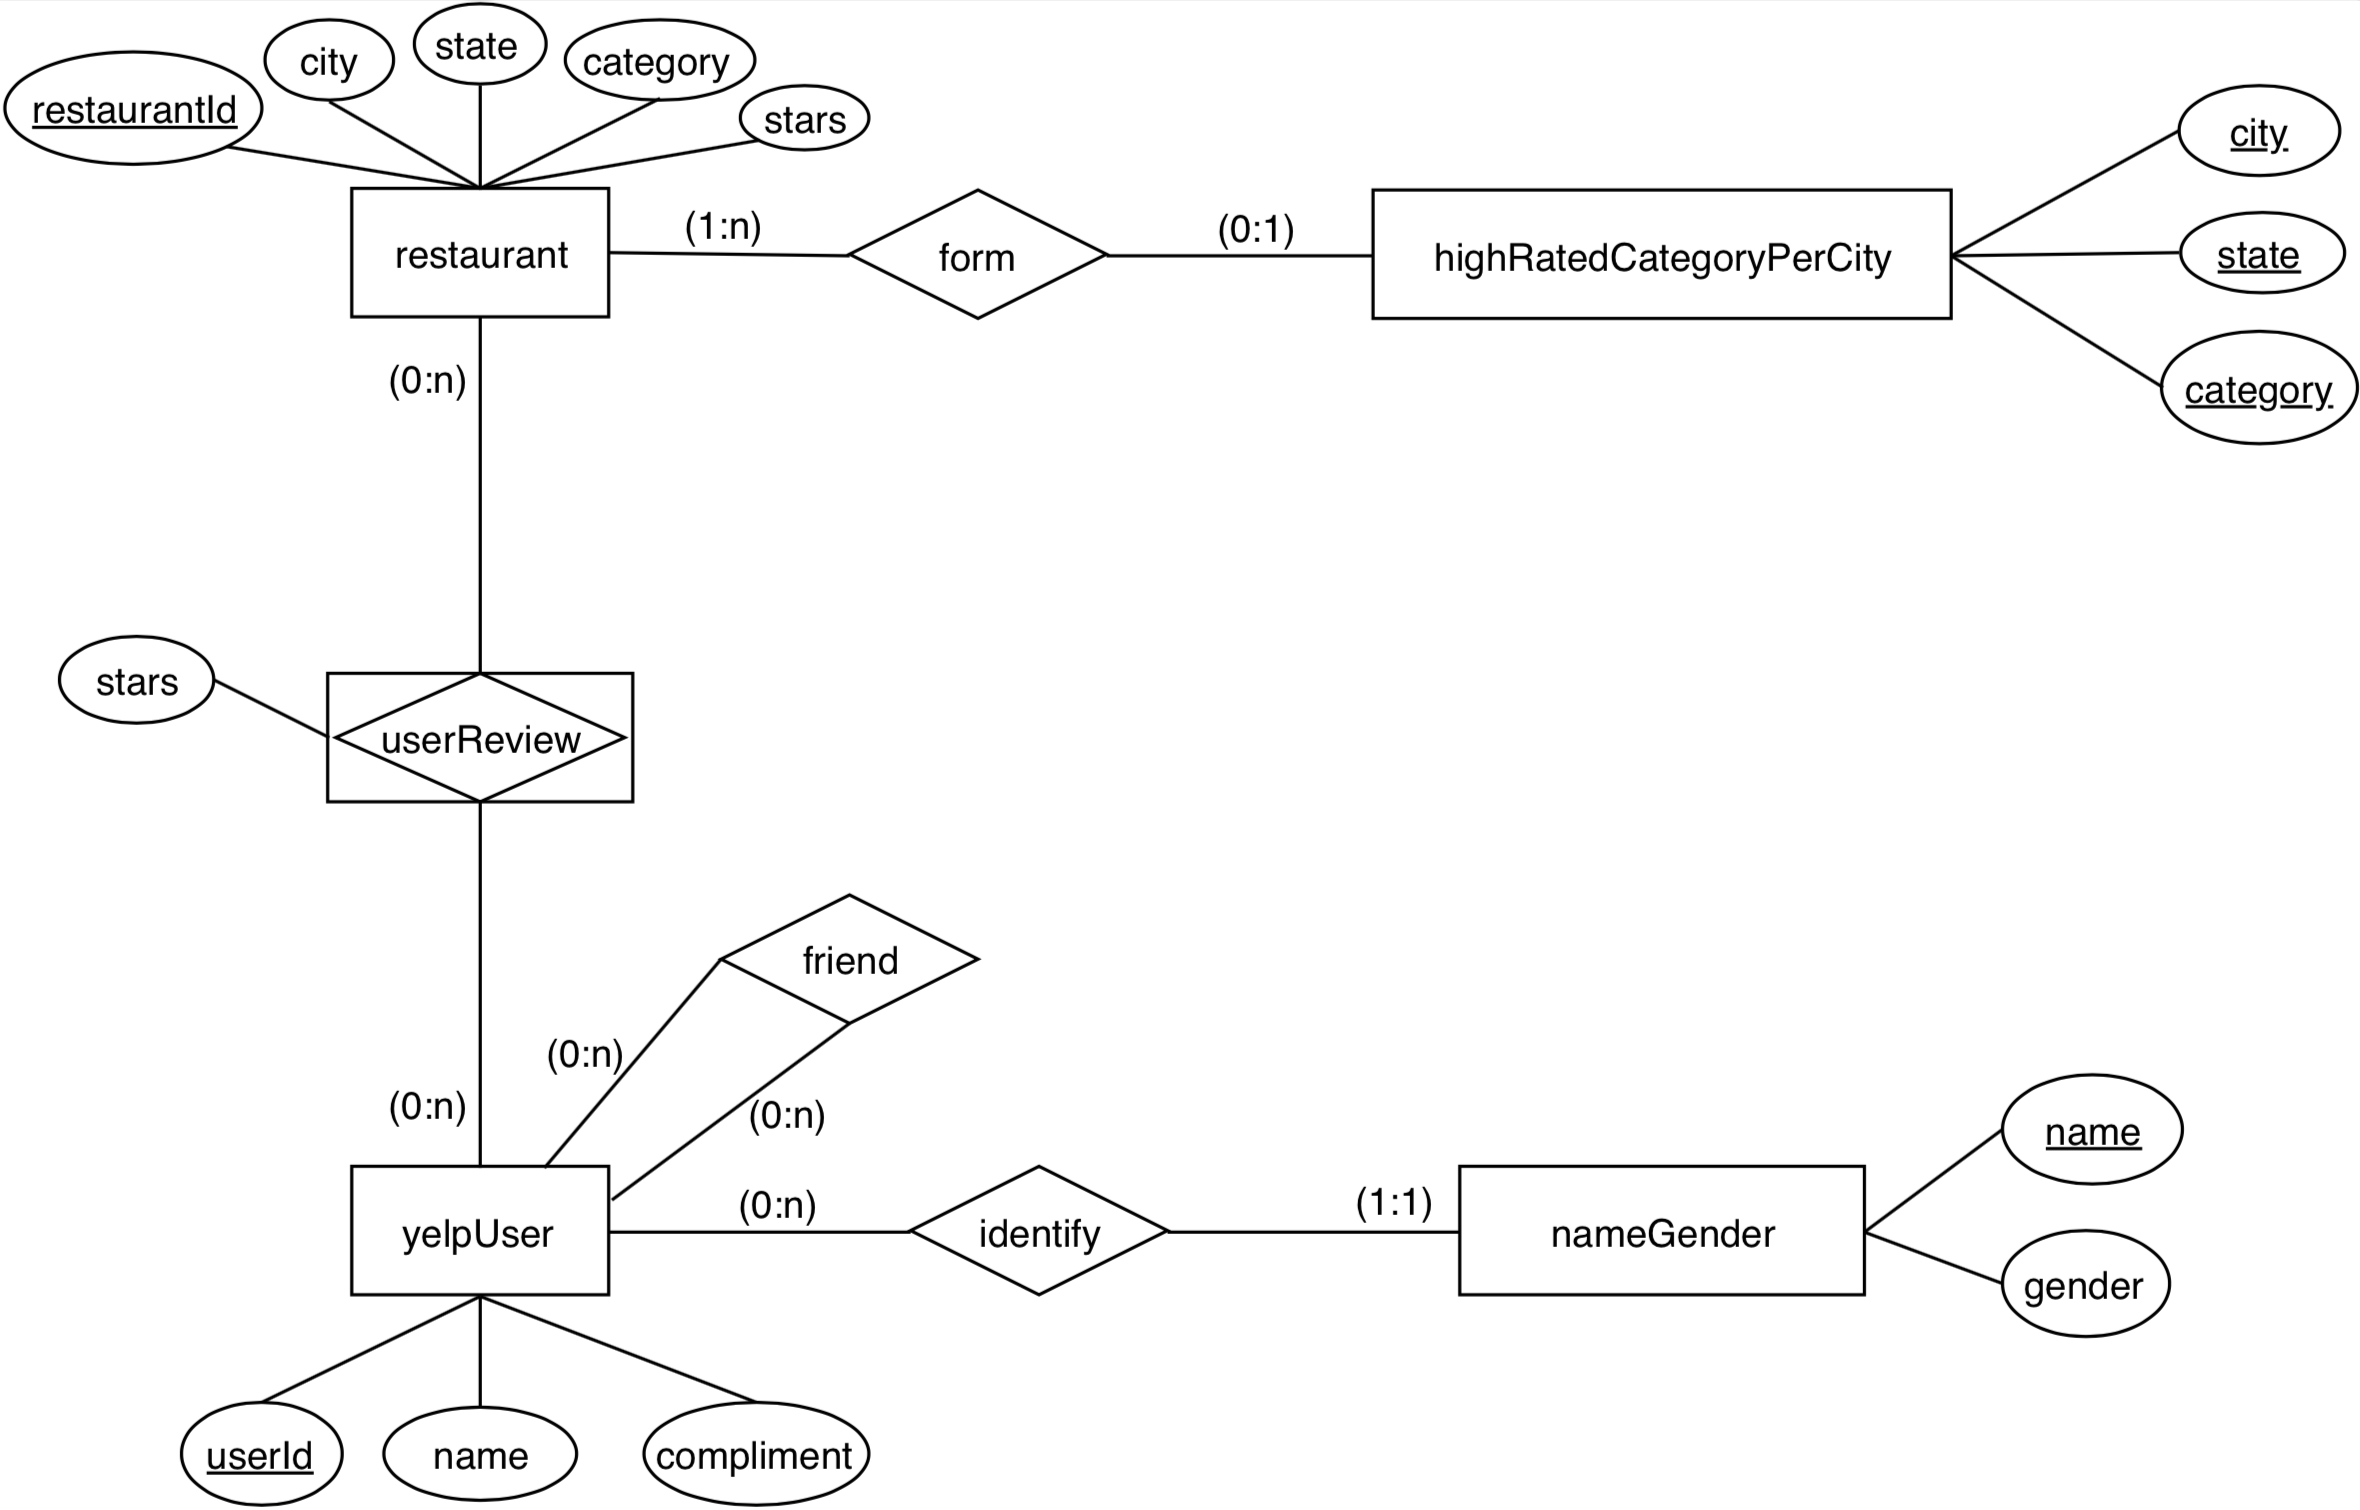 state
city
category
restaurantId
stars
city
restaurant
(1:n)
form
(0:1)
highRatedCategoryPerCity
state
category
(0:n)
stars
userReview
friend
(0:n)
(0:n)
(0:n)
name
yelpUser
(0:n)
identify
(1:1)
nameGender
gender
userId
name
compliment